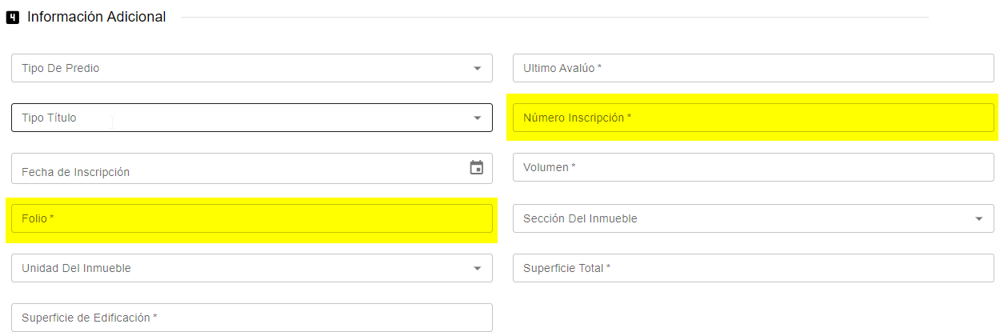 4 Información Adicional
Tipo De Predio
Ultimo Avalúo *
Tipo Título
Número Inscripción *
Fecha de Inscripción
Volumen *
Folio *
Sección Del Inmueble
Unidad Del Inmueble
Superficie Total *
Superficie de Edificación *